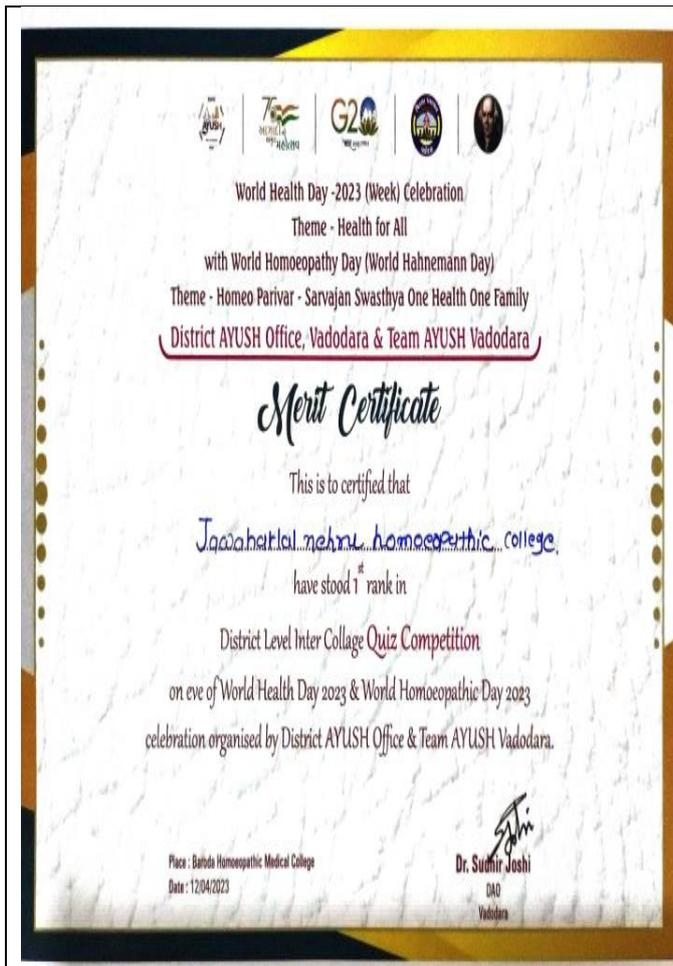 AYUSH
75
G20
World Health Day -2023 (Week) Celebration
Theme - Health for All
with World Homoeopathy Day (World Hahnemann Day)
Theme - Homeo Parivar - Sarvajan Swasthya One Health One Family
District AYUSH Office, Vadodara & Team AYUSH Vadodara
Merit Certificate
This is to certified that
Jawaharlal nehru homoeopathic college.
have stood 1st rank in
District Level Inter Collage Quiz Competition
on eve of World Health Day 2023 & World Homoeopathic Day 2023
celebration organised by District AYUSH Office & Team AYUSH Vadodara.
Place : Baroda Homoeopathic Medical College
Date : 12/04/2023
Dr. Sudhir Joshi
DAO
Vadodara